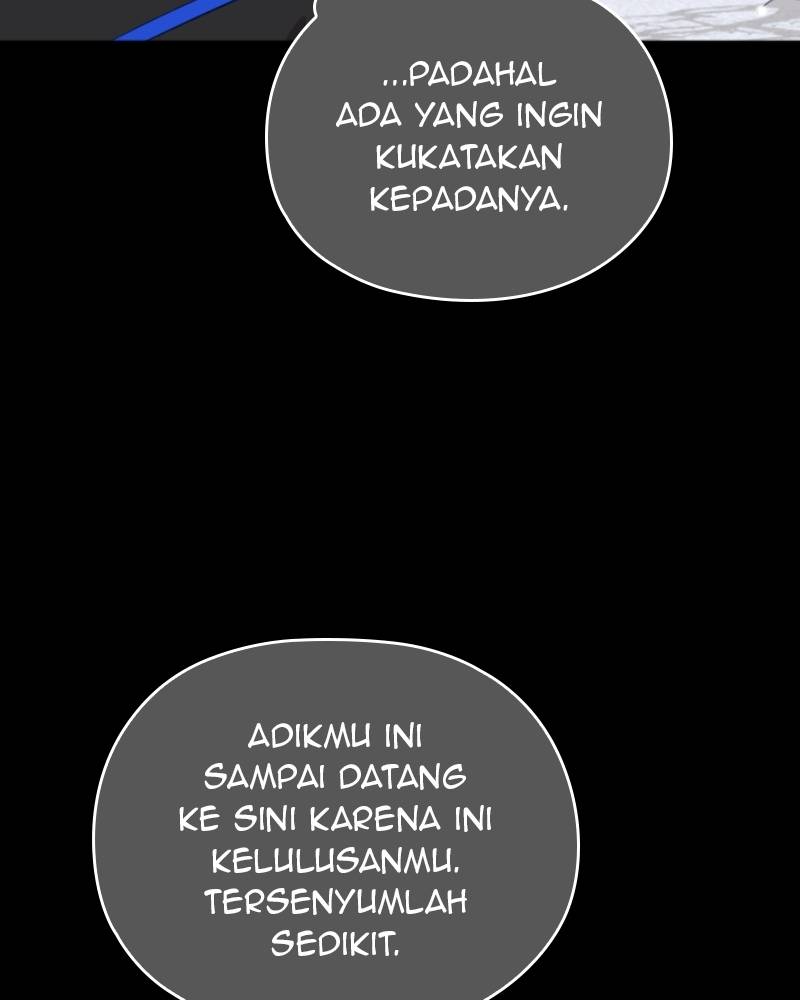 ...PADAHAL
ADA YANG INGIN
KUKATAKAN
KEPADANYA.
ADIKMU INI
SAMPAI DATANG
KE SINI KARENA INI
KELULUSANMU.
TERSENYUMLAH
SEDIKIT.